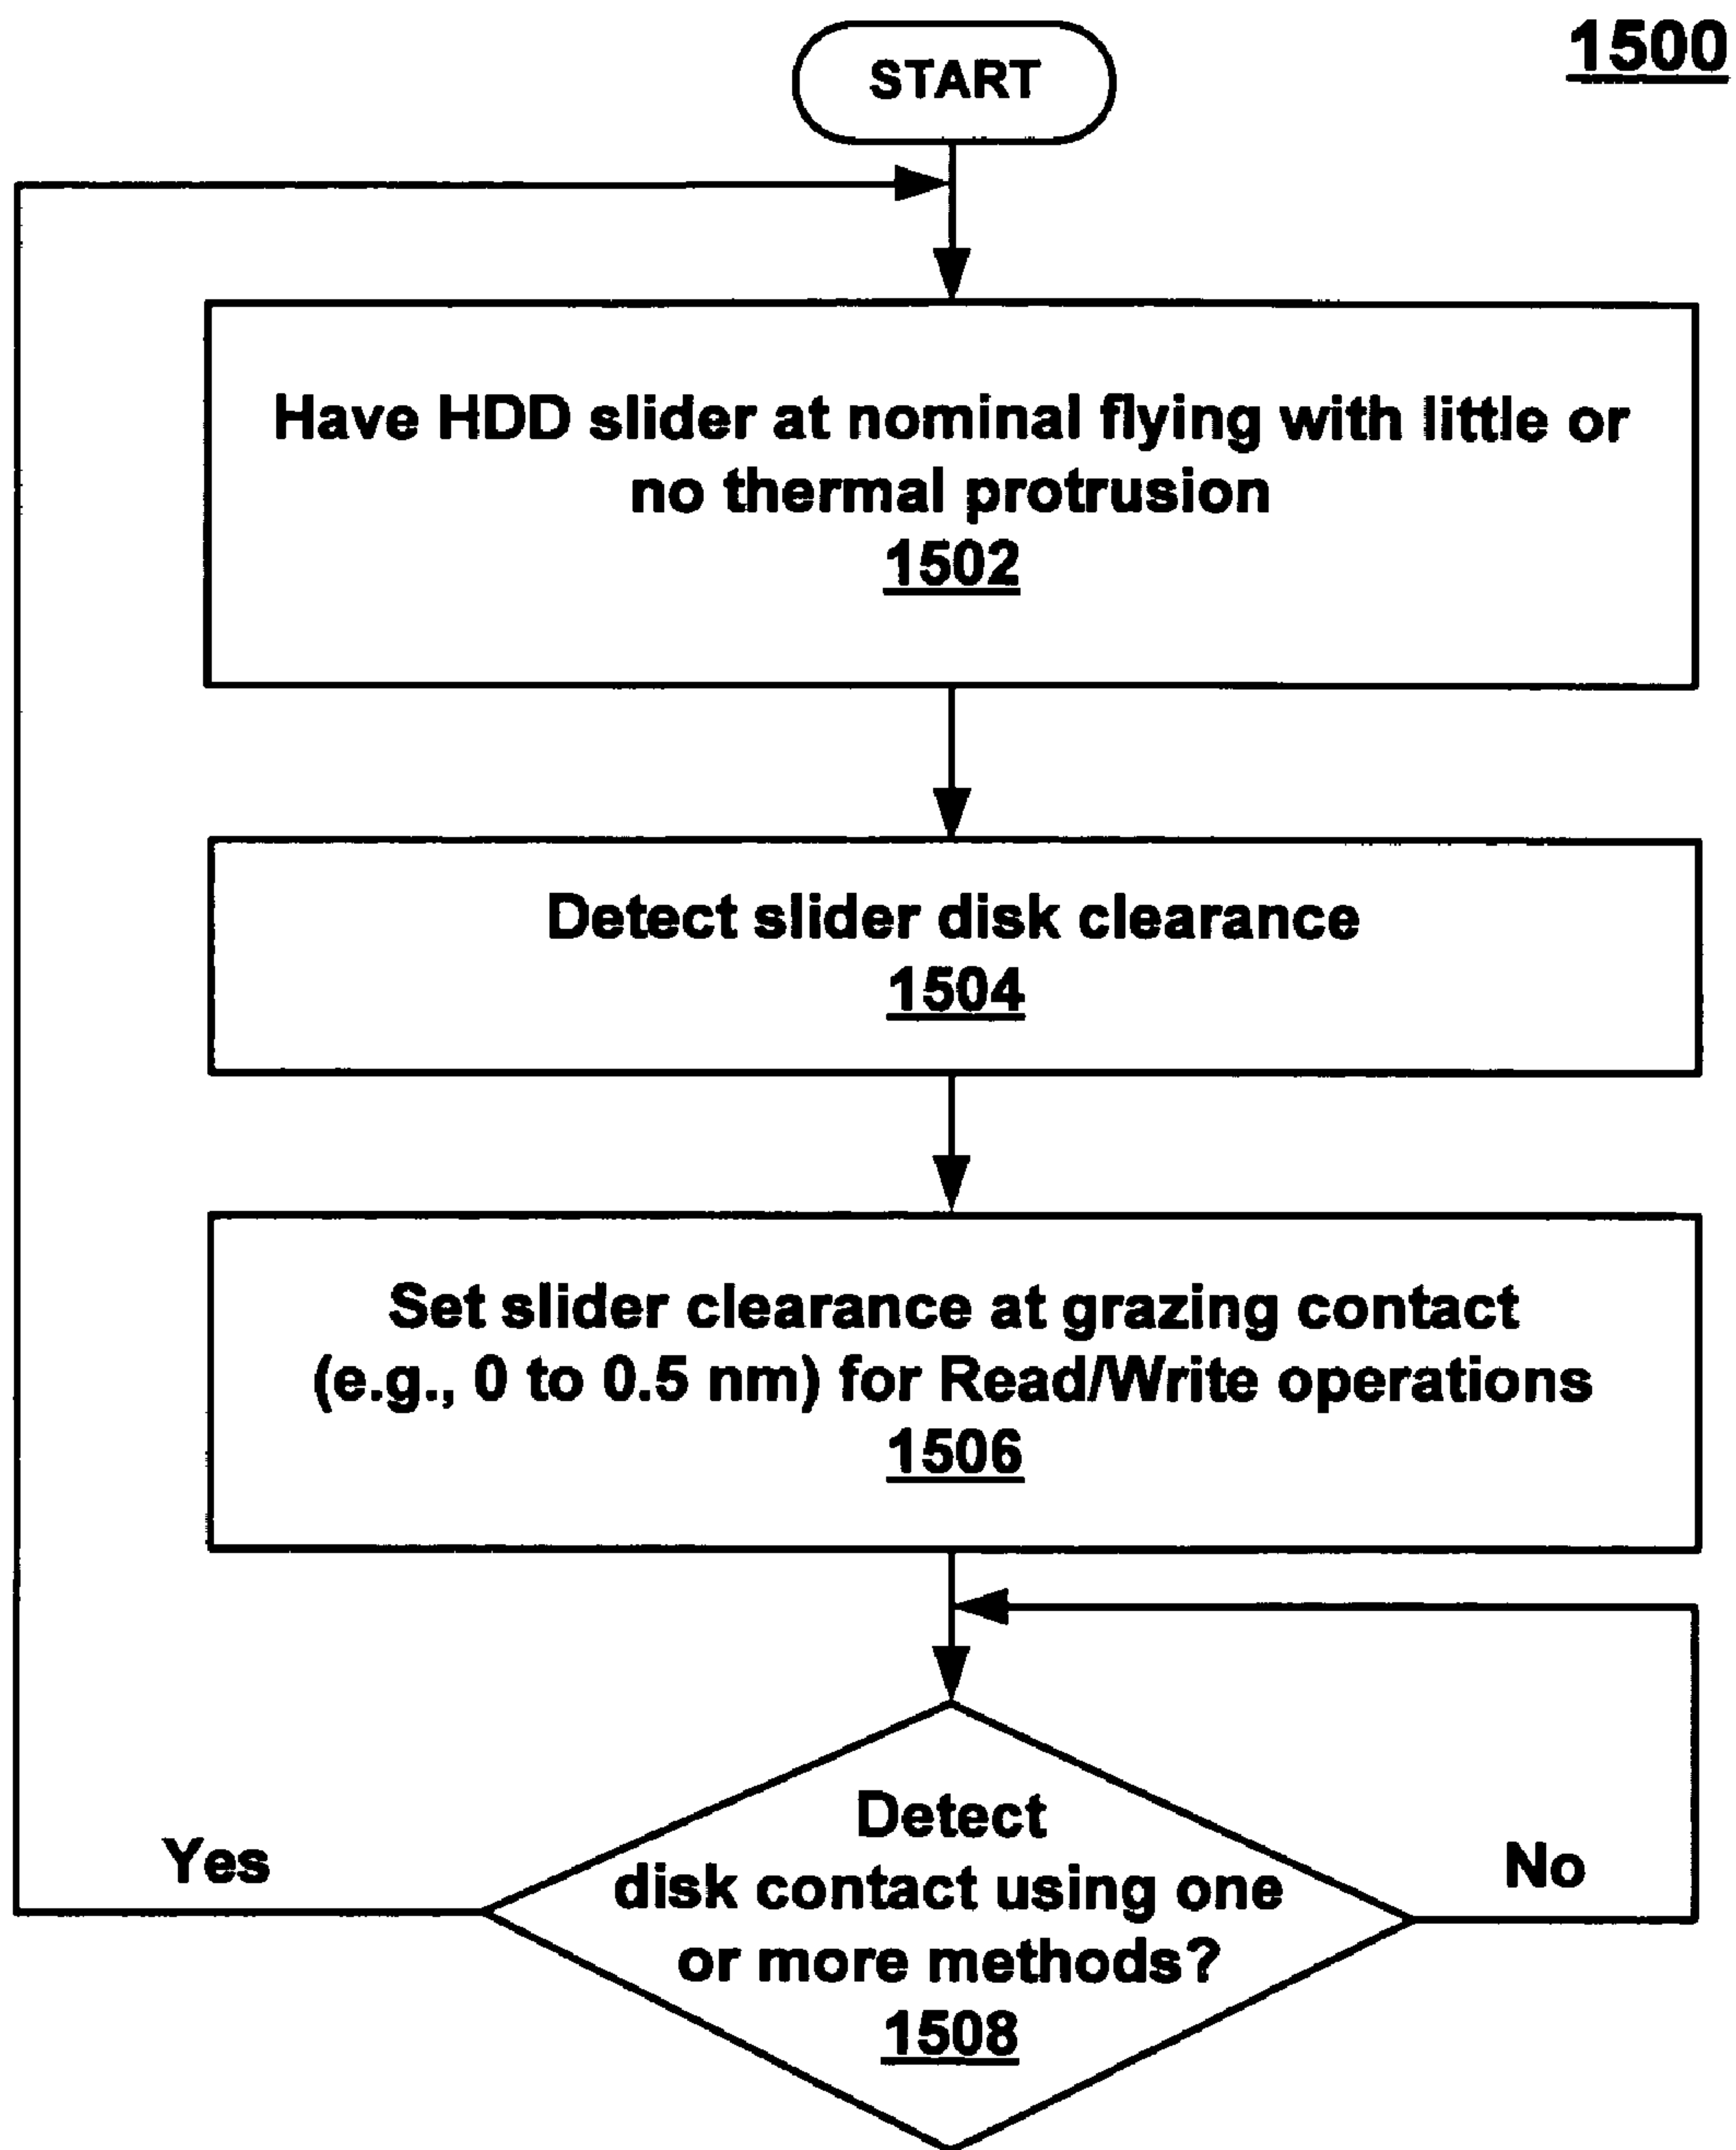 1500
START
Have HDD slider at nominal flying with little or
no thermal protrusion
1502
Detect slider disk clearance
1504
Set slider clearance at grazing contact
(e.g., 0 to 0.5 nm) for Read/Write operations
1506
Detect
disk contact using one
or more methods?
1508
Yes
No